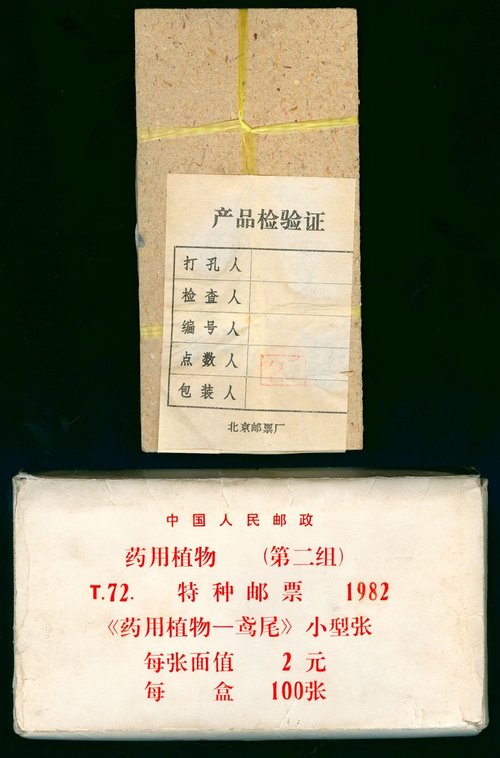 产品检验证
打孔人
检查人
编号人
点数人
包装人
北京邮票厂
中国人民邮政
药用植物 （第二组）
T.72. 特种邮票 1982
《药用植物—鸢尾》小型张
每张面值 2元
每 盒 100张